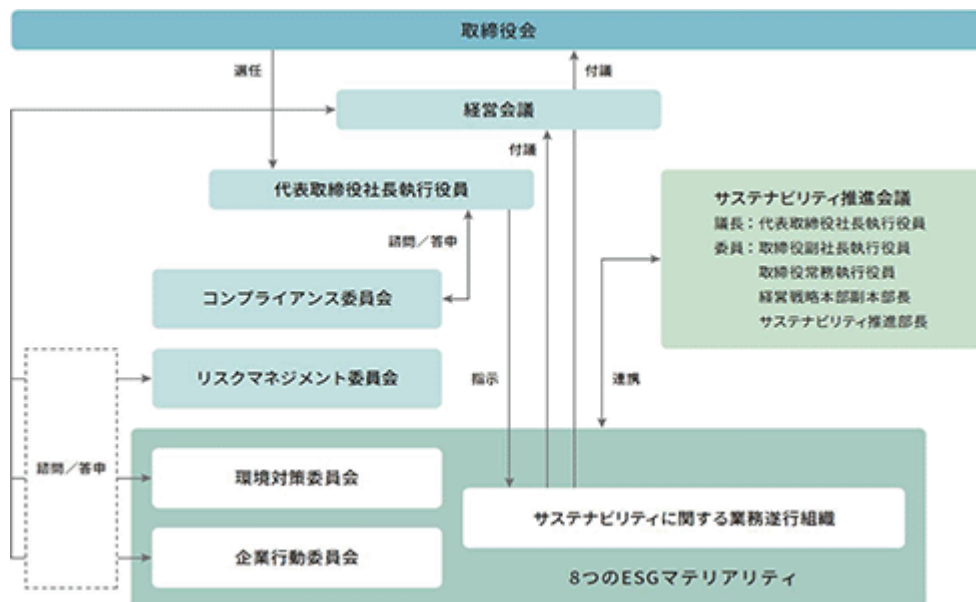 取締役会
選任
付議
経営会議
付議
代表取締役社長執行役員
諮問／答申
サステナビリティ推進会議
議長：代表取締役社長執行役員
委員：取締役副社長執行役員
取締役常務執行役員
経営戦略本部副本部長
サステナビリティ推進部長
コンプライアンス委員会
リスクマネジメント委員会
指示
連携
諮問／答申
環境対策委員会
サステナビリティに関する業務遂行組織
企業行動委員会
8つのESGマテリアリティ